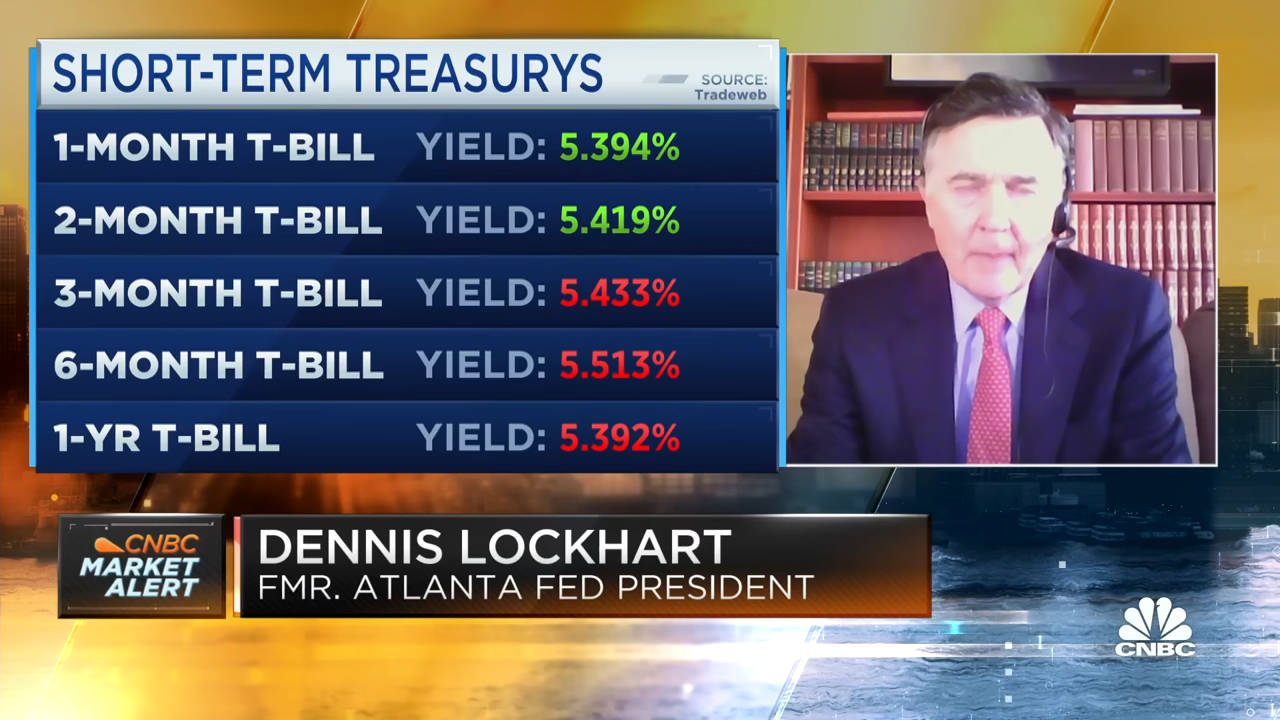 SHORT-TERM TREASURYS
SOURCE:
Tradeweb
1-MONTH T-BILL YIELD: 5.394%
2-MONTH T-BILL YIELD: 5.419%
3-MONTH T-BILL YIELD: 5.433%
6-MONTH T-BILL YIELD: 5.513%
1-YR T-BILL YIELD: 5.392%
CNBC
MARKET
ALERT
DENNIS LOCKHART
FMR. ATLANTA FED PRESIDENT
CNBC